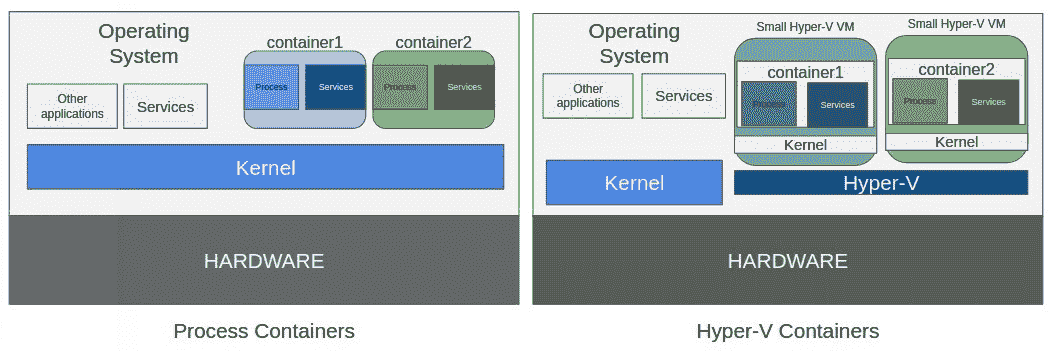 Operating
System
container1
container2
Other
applications
Services
Process
Services
Process
Services
Kernel
HARDWARE
Process Containers
Operating
System
Small Hyper-V VM
Small Hyper-V VM
Other
applications
Services
container1
Process
Services
Kernel
container2
Process
Services
Kernel
Kernel
Hyper-V
HARDWARE
Hyper-V Containers